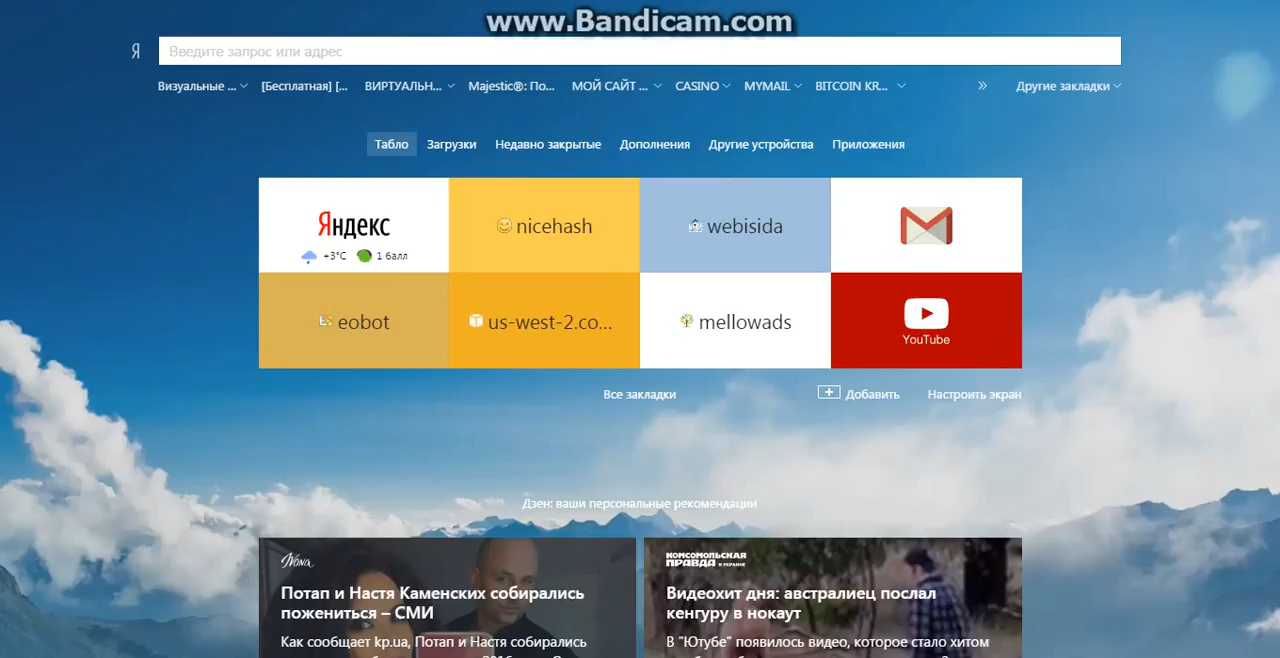 www.Bandicam.com
Я Введите запрос или адрес
Визуальные ... [Бесплатная] [... ВИРТУАЛЬН... Majestic®: По... МОЙ САЙТ ... CASINO MYMAIL BITCOIN KR... » Другие закладки
Табло Загрузки Недавно закрытые Дополнения Другие устройства Приложения
Яндекс
+3°C 1 балл
nicehash
webisida
eobot
us-west-2.co...
mellowads
YouTube
Все закладки Добавить Настроить экран
Дзен: ваши персональные рекомендации
Потап и Настя Каменских собирались
пожениться – СМИ
Как сообщает kp.ua, Потап и Настя собирались
КОМСОМОЛЬСКАЯ
ПРАВДА В УКРАИНЕ
Видеохит дня: австралиец послал
кенгуру в нокаут
В "Ютубе" появилось видео, которое стало хитом